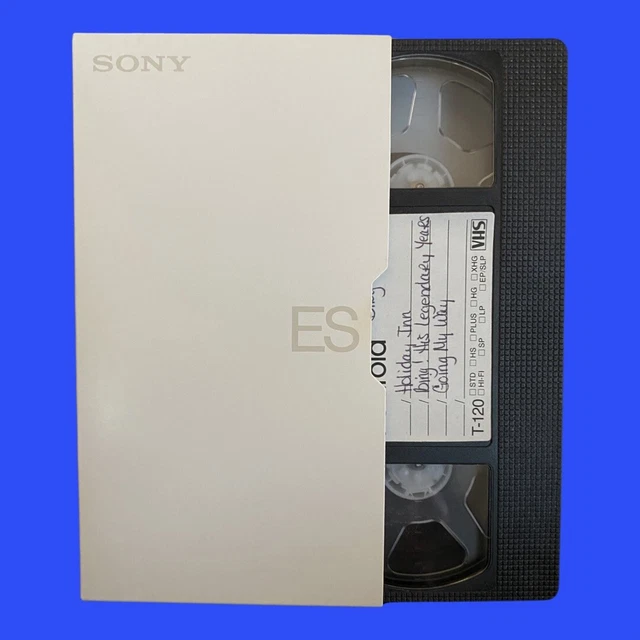 SONY
ES
Holiday Inn
Bing! His Legendary Years
Going My Way
T-120
STD HS PLUS HG XHG
HI-FI SP LP EP/SLP
VHS